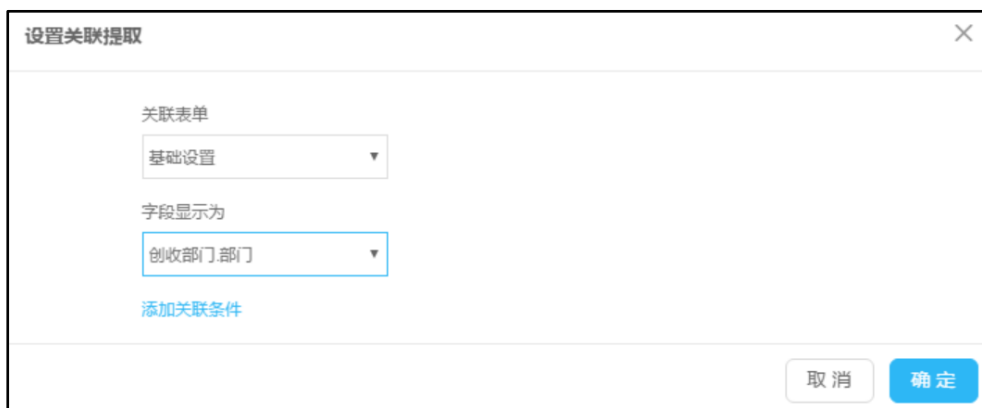 设置关联提取
关联表单
基础设置
字段显示为
创收部门.部门
添加关联条件
取消 确定